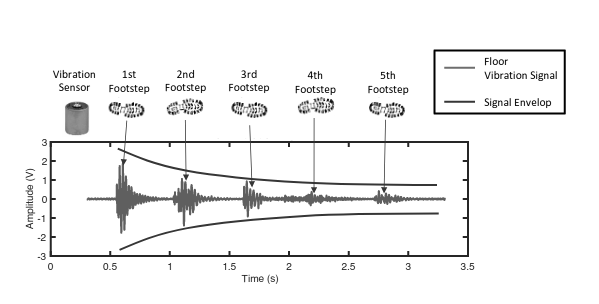 Floor
Vibration Signal
Signal Envelop
Vibration
Sensor
1st
Footstep
2nd
Footstep
3rd
Footstep
4th
Footstep
5th
Footstep
Amplitude (V)
3
2
1
0
-1
-2
-3
0 0.5 1 1.5 2 2.5 3 3.5
Time (s)